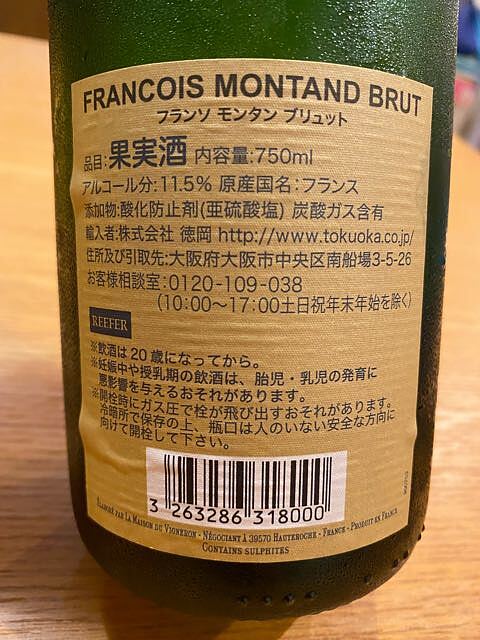 FRANCOIS MONTAND BRUT
フランソ モンタン ブリュット
品目:果実酒 内容量:750ml
アルコール分:11.5% 原産国名:フランス
添加物:酸化防止剤(亜硫酸塩) 炭酸ガス含有
輸入者:株式会社 徳岡 http://www.tokuoka.co.jp/
住所及び引取先:大阪府大阪市中央区南船場3-5-26
お客様相談室:0120-109-038
(10:00〜17:00土日祝年末年始を除く)
REEFER
※飲酒は20歳になってから。
※妊娠中や授乳期の飲酒は、胎児・乳児の発育に
悪影響を与えるおそれがあります。
※開栓時にガス圧で栓が飛び出すおそれがあります。
冷暗所で保存の上、瓶口は人のいない安全な方向に
向けて開栓して下さい。
3 263286 318000
ÉLABORÉ PAR LA MAISON DU VIGNERON - NÉGOCIANT À 39570 HAUTEROCHE - FRANCE - PRODUIT EN FRANCE
CONTAINS SULPHITES